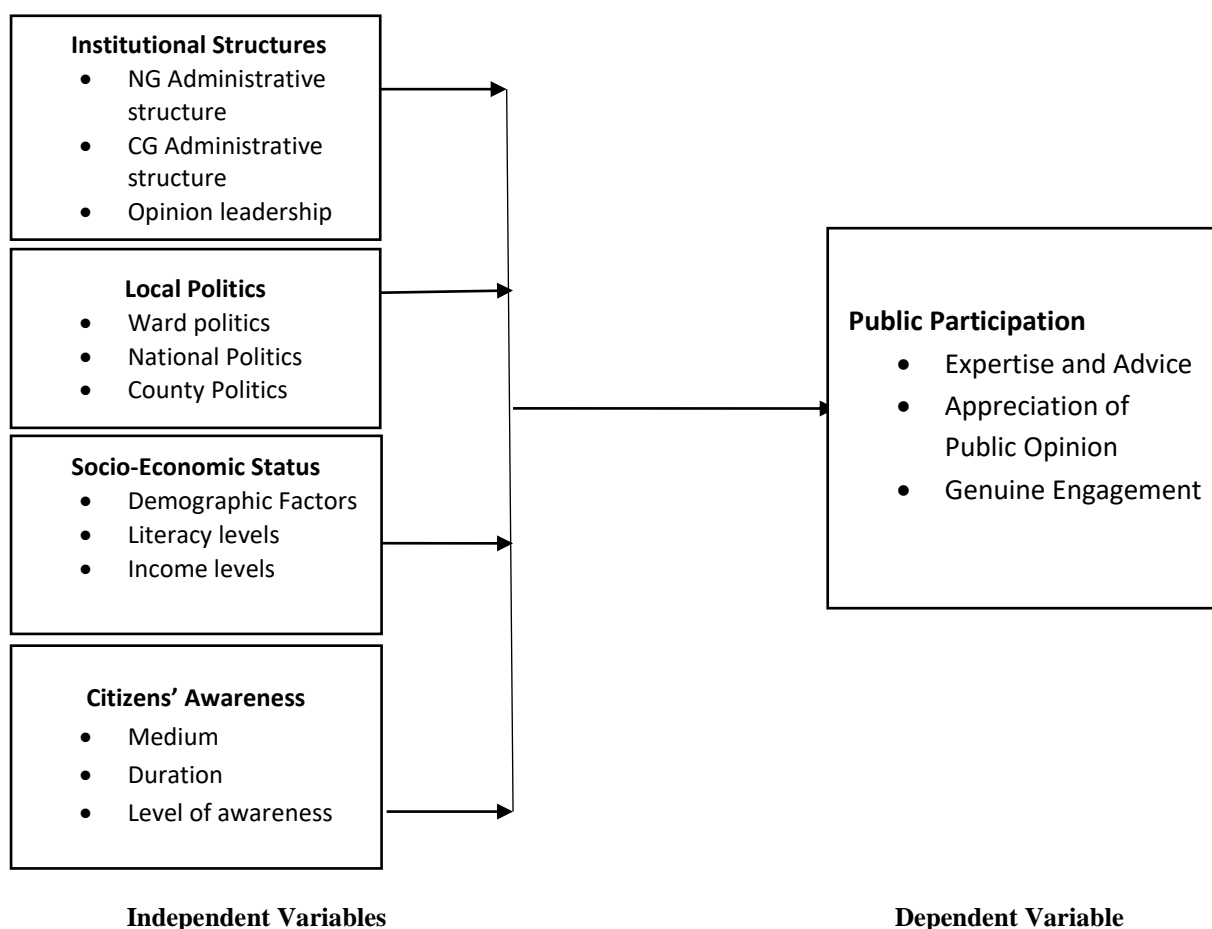 Institutional Structures
• NG Administrative
structure
• CG Administrative
structure
• Opinion leadership
Local Politics
• Ward politics
• National Politics
• County Politics
Socio-Economic Status
• Demographic Factors
• Literacy levels
• Income levels
Citizens’ Awareness
• Medium
• Duration
• Level of awareness
Public Participation
• Expertise and Advice
• Appreciation of
Public Opinion
• Genuine Engagement
Independent Variables
Dependent Variable